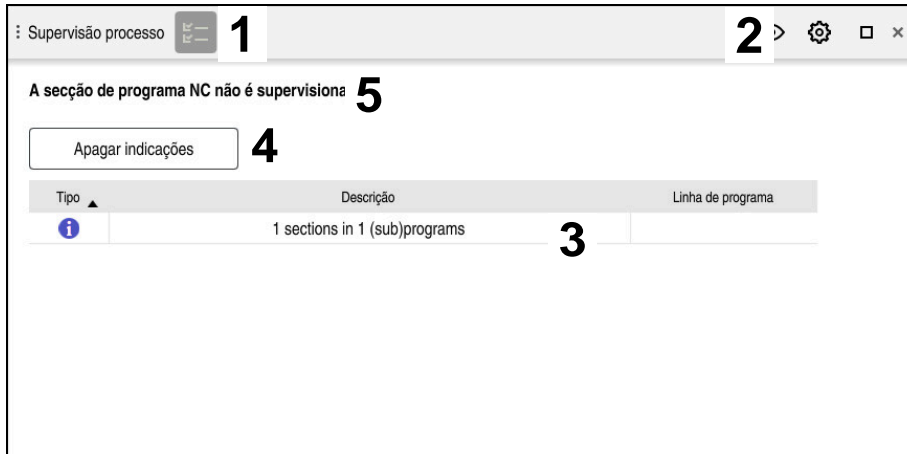 Supervisão processo 1 2
A secção de programa NC não é supervisiona 5
Apagar indicações 4
Tipo Descrição Linha de programa
1 sections in 1 (sub)programs 3